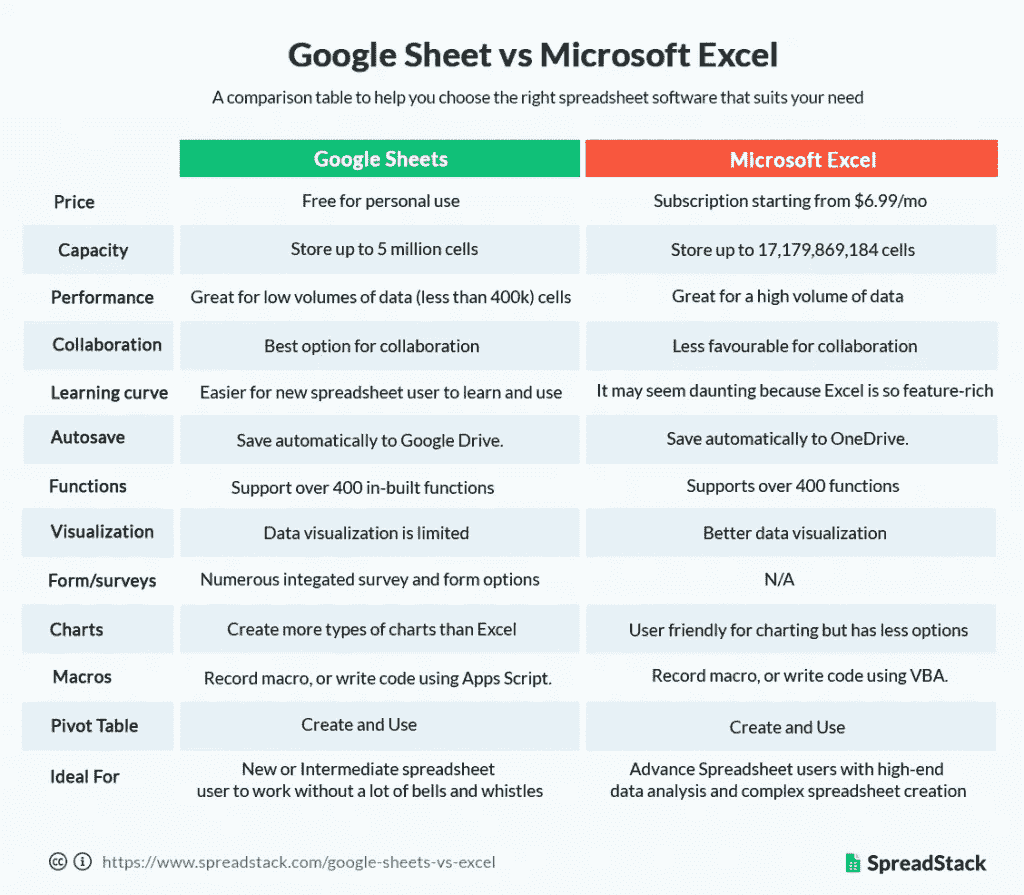 Google Sheet vs Microsoft Excel
A comparison table to help you choose the right spreadsheet software that suits your need
Google Sheets Microsoft Excel
Price Free for personal use Subscription starting from $6.99/mo
Capacity Store up to 5 million cells Store up to 17,179,869,184 cells
Performance Great for low volumes of data (less than 400k) cells Great for a high volume of data
Collaboration Best option for collaboration Less favourable for collaboration
Learning curve Easier for new spreadsheet user to learn and use It may seem daunting because Excel is so feature-rich
Autosave Save automatically to Google Drive. Save automatically to OneDrive.
Functions Support over 400 in-built functions Supports over 400 functions
Visualization Data visualization is limited Better data visualization
Form/surveys Numerous integated survey and form options N/A
Charts Create more types of charts than Excel User friendly for charting but has less options
Macros Record macro, or write code using Apps Script. Record macro, or write code using VBA.
Pivot Table Create and Use Create and Use
Ideal For New or Intermediate spreadsheet Advance Spreadsheet users with high-end
user to work without a lot of bells and whistles data analysis and complex spreadsheet creation
cc i https://www.spreadstack.com/google-sheets-vs-excel SpreadStack